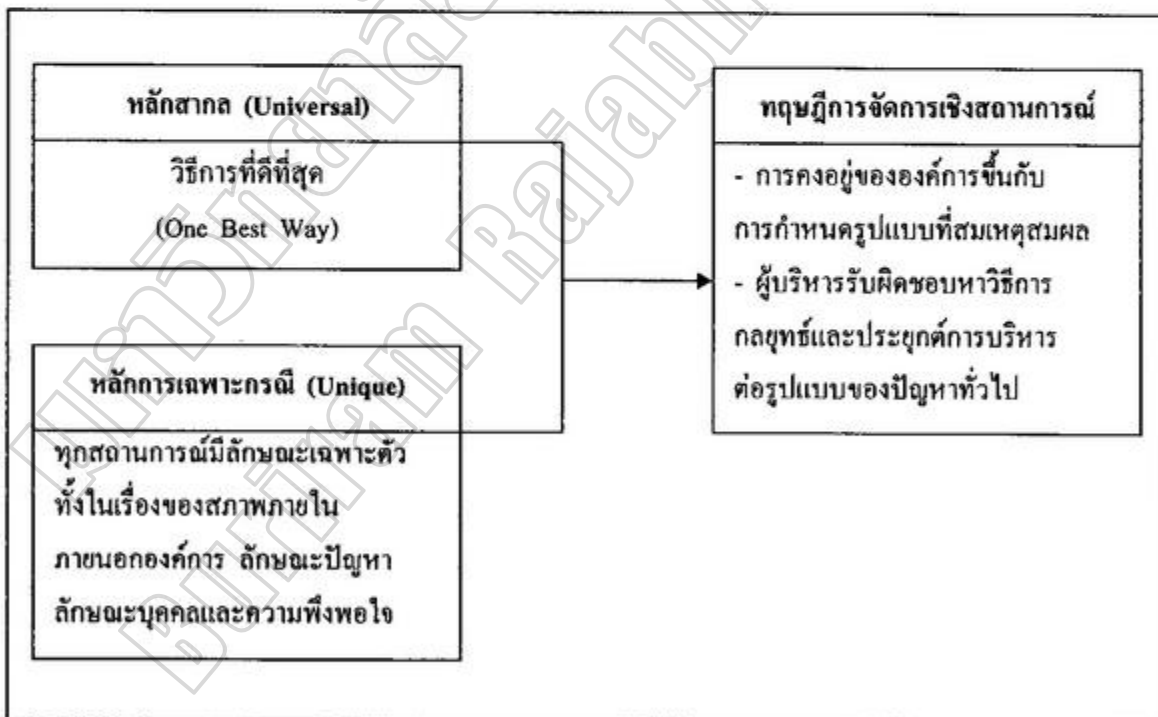 หลักสากล (Universal)
วิธีการที่ดีที่สุด
(One Best Way)
หลักการเฉพาะกรณี (Unique)
ทุกสถานการณ์มีลักษณะเฉพาะตัว
ทั้งในเรื่องของสภาพภายใน
ภายนอกองค์การ ลักษณะปัญหา
ลักษณะบุคคลและความพึงพอใจ
ทฤษฎีการจัดการเชิงสถานการณ์
- การคงอยู่ขององค์การขึ้นกับ
การกำหนดรูปแบบที่สมเหตุสมผล
- ผู้บริหารรับผิดชอบหาวิธีการ
กลยุทธ์และประยุกต์การบริหาร
ต่อรูปแบบของปัญหาทั่วไป
Buriram